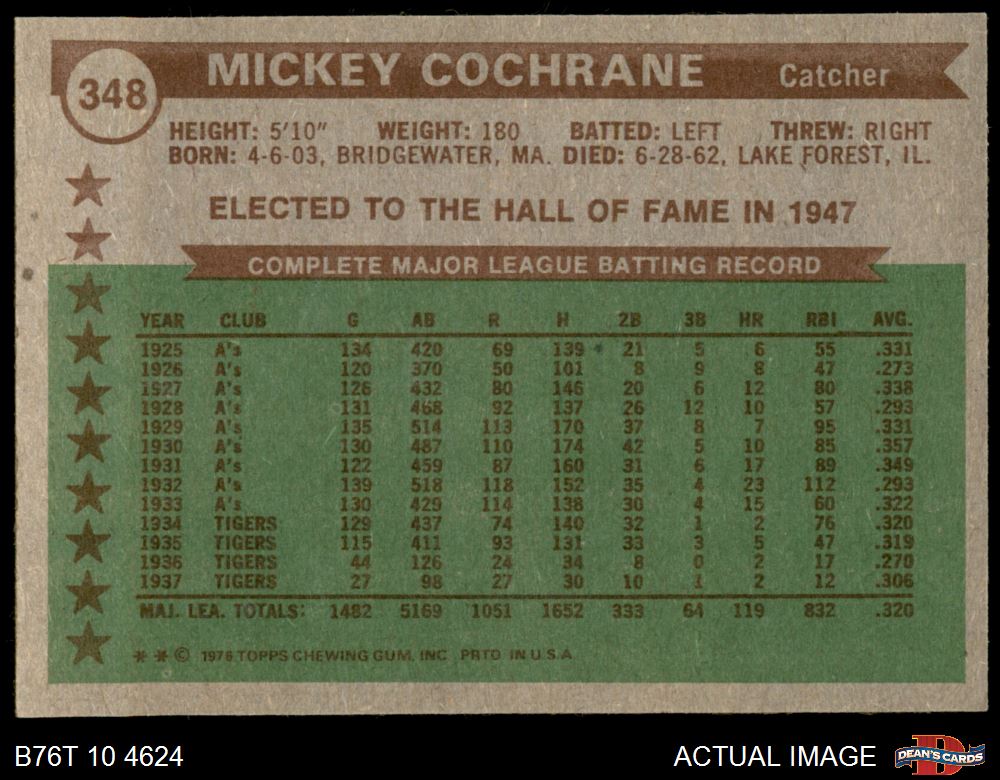 348
MICKEY COCHRANE Catcher
HEIGHT: 5'10" WEIGHT: 180 BATTED: LEFT THREW: RIGHT
BORN: 4-6-03, BRIDGEWATER, MA. DIED: 6-28-62, LAKE FOREST, IL.
ELECTED TO THE HALL OF FAME IN 1947
COMPLETE MAJOR LEAGUE BATTING RECORD
YEAR CLUB G AB R H 2B 3B HR RBI AVG.
1925 A's 134 420 69 139 21 5 6 55 .331
1926 A's 120 370 50 101 8 9 8 47 .273
1927 A's 126 432 80 146 20 6 12 80 .338
1928 A's 131 468 92 137 26 12 10 57 .293
1929 A's 135 514 113 170 37 8 7 95 .331
1930 A's 130 487 110 174 42 5 10 85 .357
1931 A's 122 459 87 160 31 6 17 89 .349
1932 A's 139 518 118 152 35 4 23 112 .293
1933 A's 130 429 114 138 30 4 15 60 .322
1934 TIGERS 129 437 74 140 32 1 2 76 .320
1935 TIGERS 115 411 93 131 33 3 5 47 .319
1936 TIGERS 44 126 24 34 8 0 2 17 .270
1937 TIGERS 27 98 27 30 10 1 2 12 .306
MAJ. LEA. TOTALS: 1482 5169 1051 1652 333 64 119 832 .320
* * © 1976 TOPPS CHEWING GUM, INC PRTD IN U.S.A.
B76T 10 4624 ACTUAL IMAGE DEAN'S CARDS